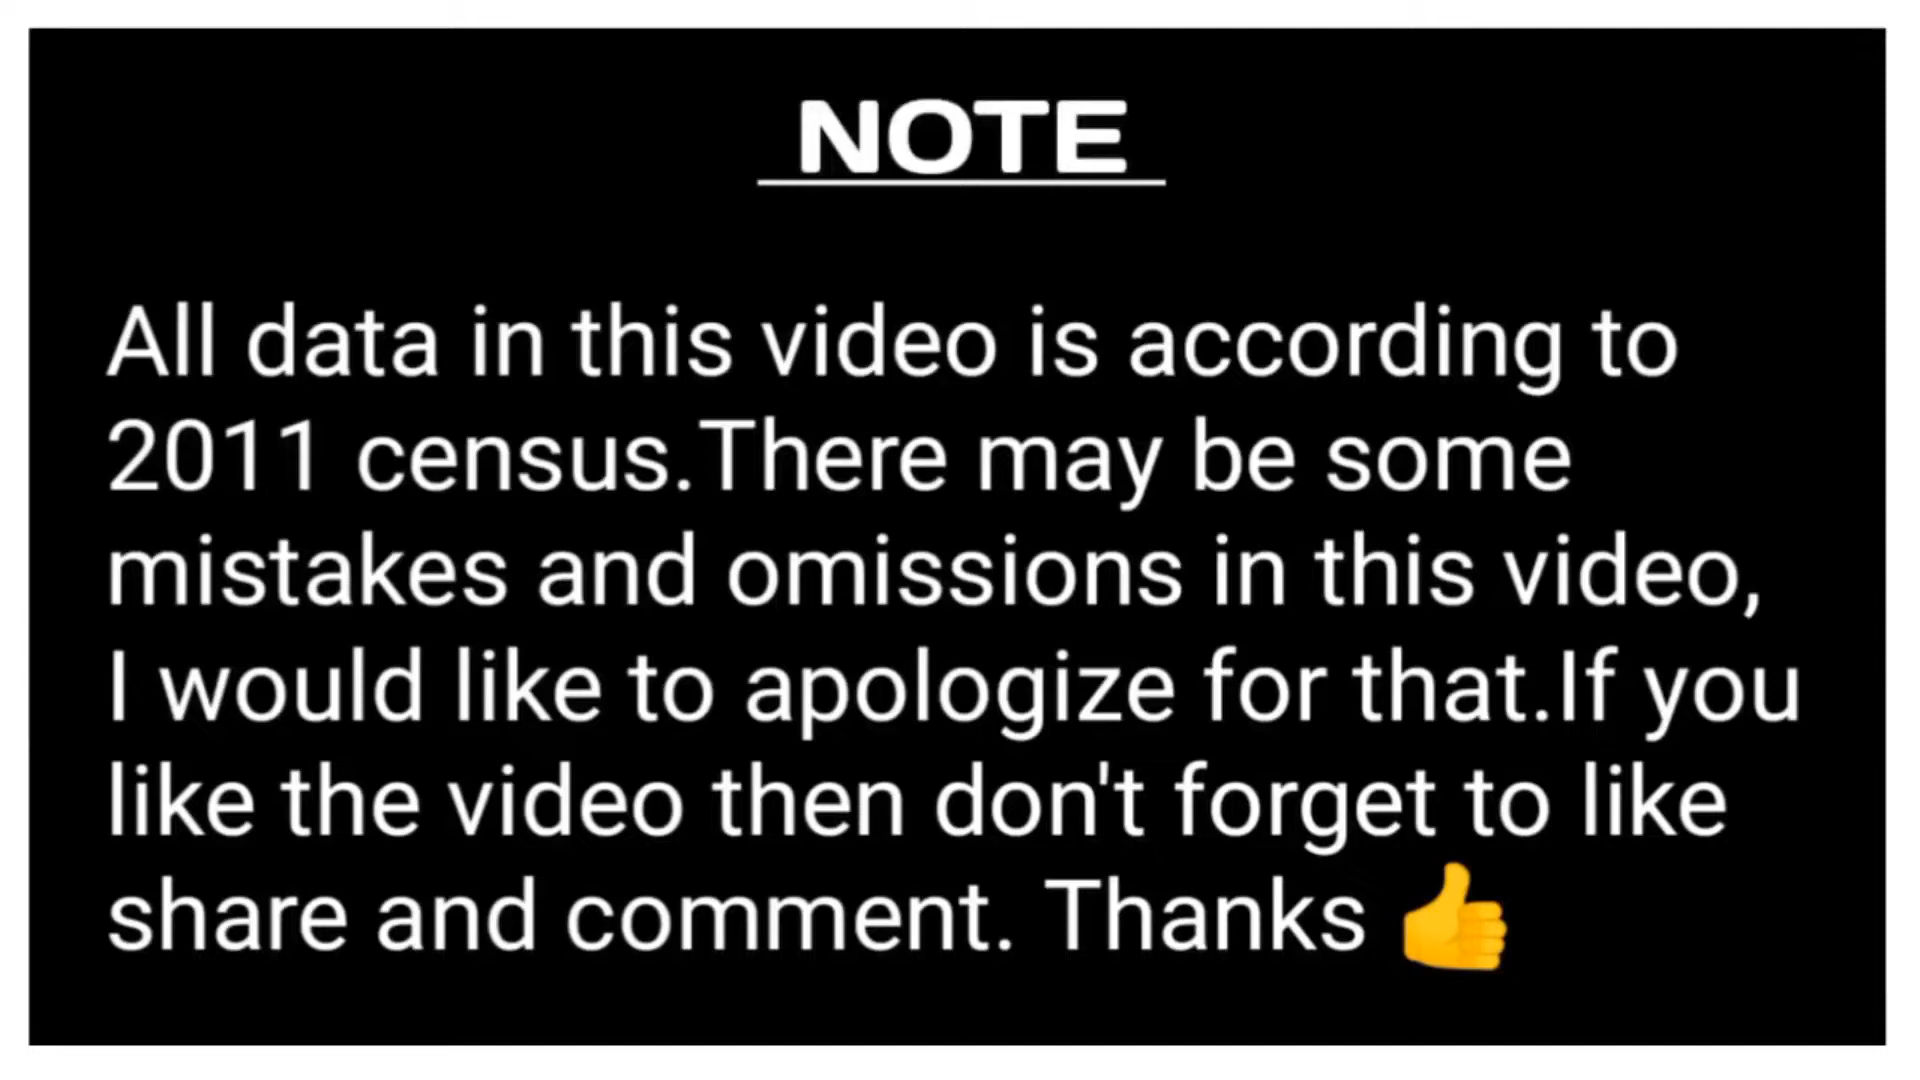 NOTE
All data in this video is according to
2011 census.There may be some
mistakes and omissions in this video,
I would like to apologize for that.If you
like the video then don't forget to like
share and comment. Thanks 👍